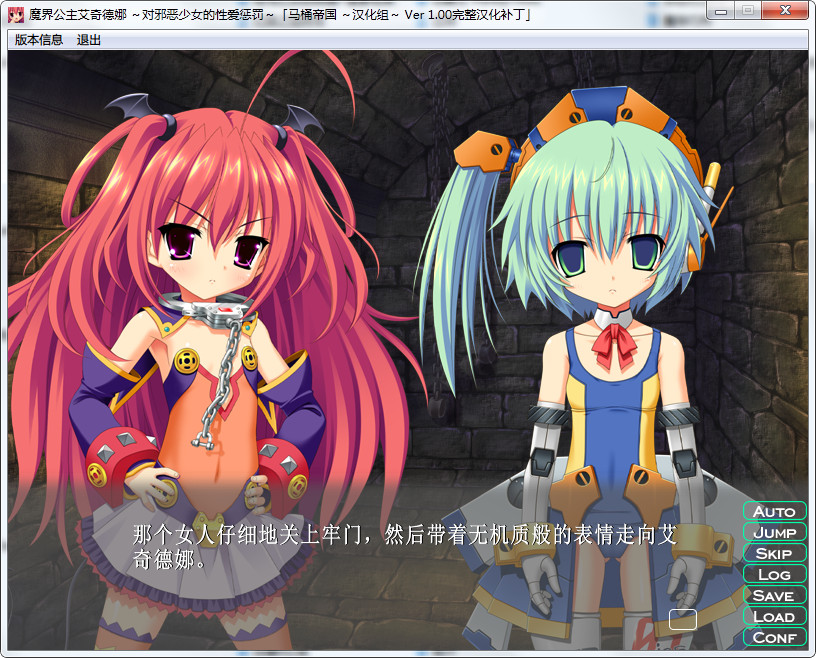 魔界公主艾奇德娜 ～对邪恶少女的性爱惩罚～「马桶帝国 ～汉化组～ Ver 1.00完整汉化补丁」
版本信息 退出
那个女人仔细地关上牢门，然后带着无机质般的表情走向艾
奇德娜。
AUTO
JUMP
SKIP
LOG
SAVE
LOAD
CONF